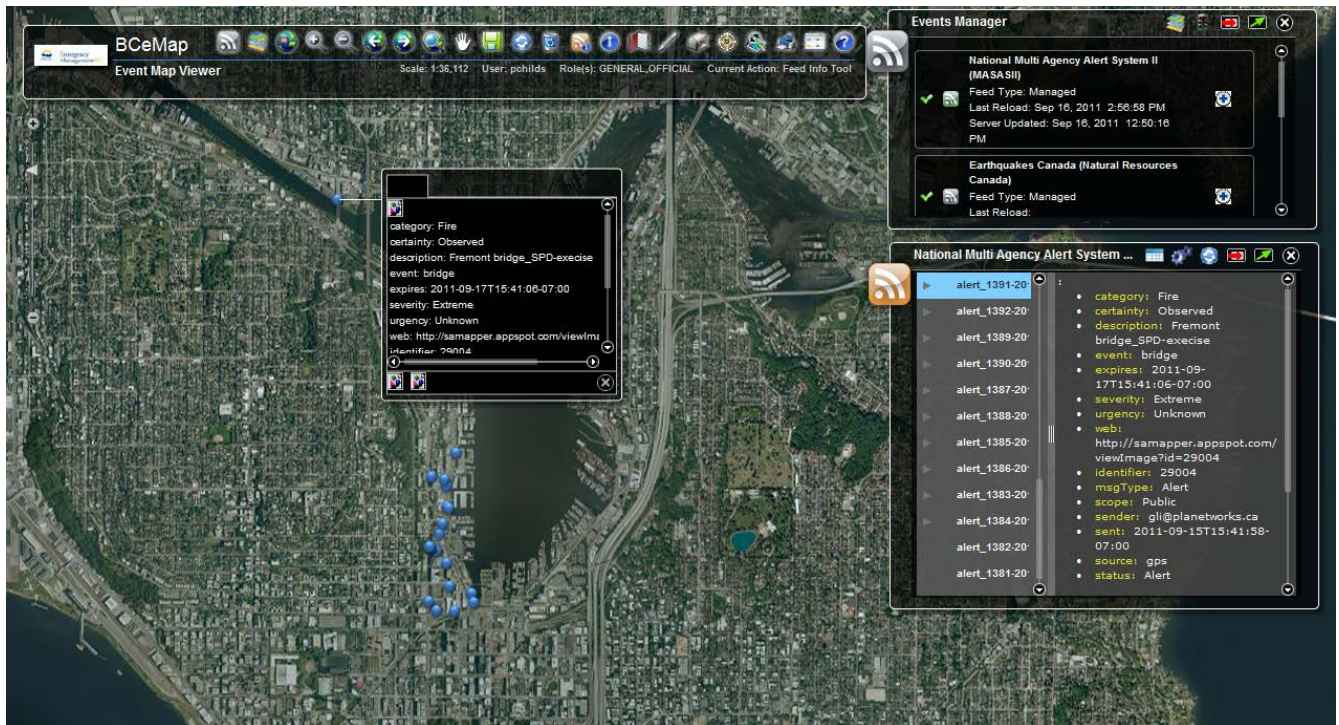 Emergency
Management BC
BCeMap
Event Map Viewer
Scale: 1:36,112 User: pchilds Role(s): GENERAL,OFFICIAL Current Action: Feed Info Tool
category: Fire
certainty: Observed
description: Fremont bridge_SPD-execise
event: bridge
expires: 2011-09-17T15:41:06-07:00
severity: Extreme
urgency: Unknown
web: http://samapper.appspot.com/viewIma
identifier: 29004
Events Manager
National Multi Agency Alert System II
(MASASII)
Feed Type: Managed
Last Reload: Sep 16, 2011 2:56:58 PM
Server Updated: Sep 16, 2011 12:50:16
PM
Earthquakes Canada (Natural Resources
Canada)
Feed Type: Managed
Last Reload:
National Multi Agency Alert System ...
alert_1391-20
alert_1392-20
alert_1389-20
alert_1390-20
alert_1387-20
alert_1388-20
alert_1385-20
alert_1386-20
alert_1383-20
alert_1384-20
alert_1382-20
alert_1381-20
:
category: Fire
certainty: Observed
description: Fremont
bridge_SPD-execise
event: bridge
expires: 2011-09-
17T15:41:06-07:00
severity: Extreme
urgency: Unknown
web:
http://samapper.appspot.com/
viewImage?id=29004
identifier: 29004
msgType: Alert
scope: Public
sender: gli@planetworks.ca
sent: 2011-09-15T15:41:58-
07:00
source: gps
status: Alert